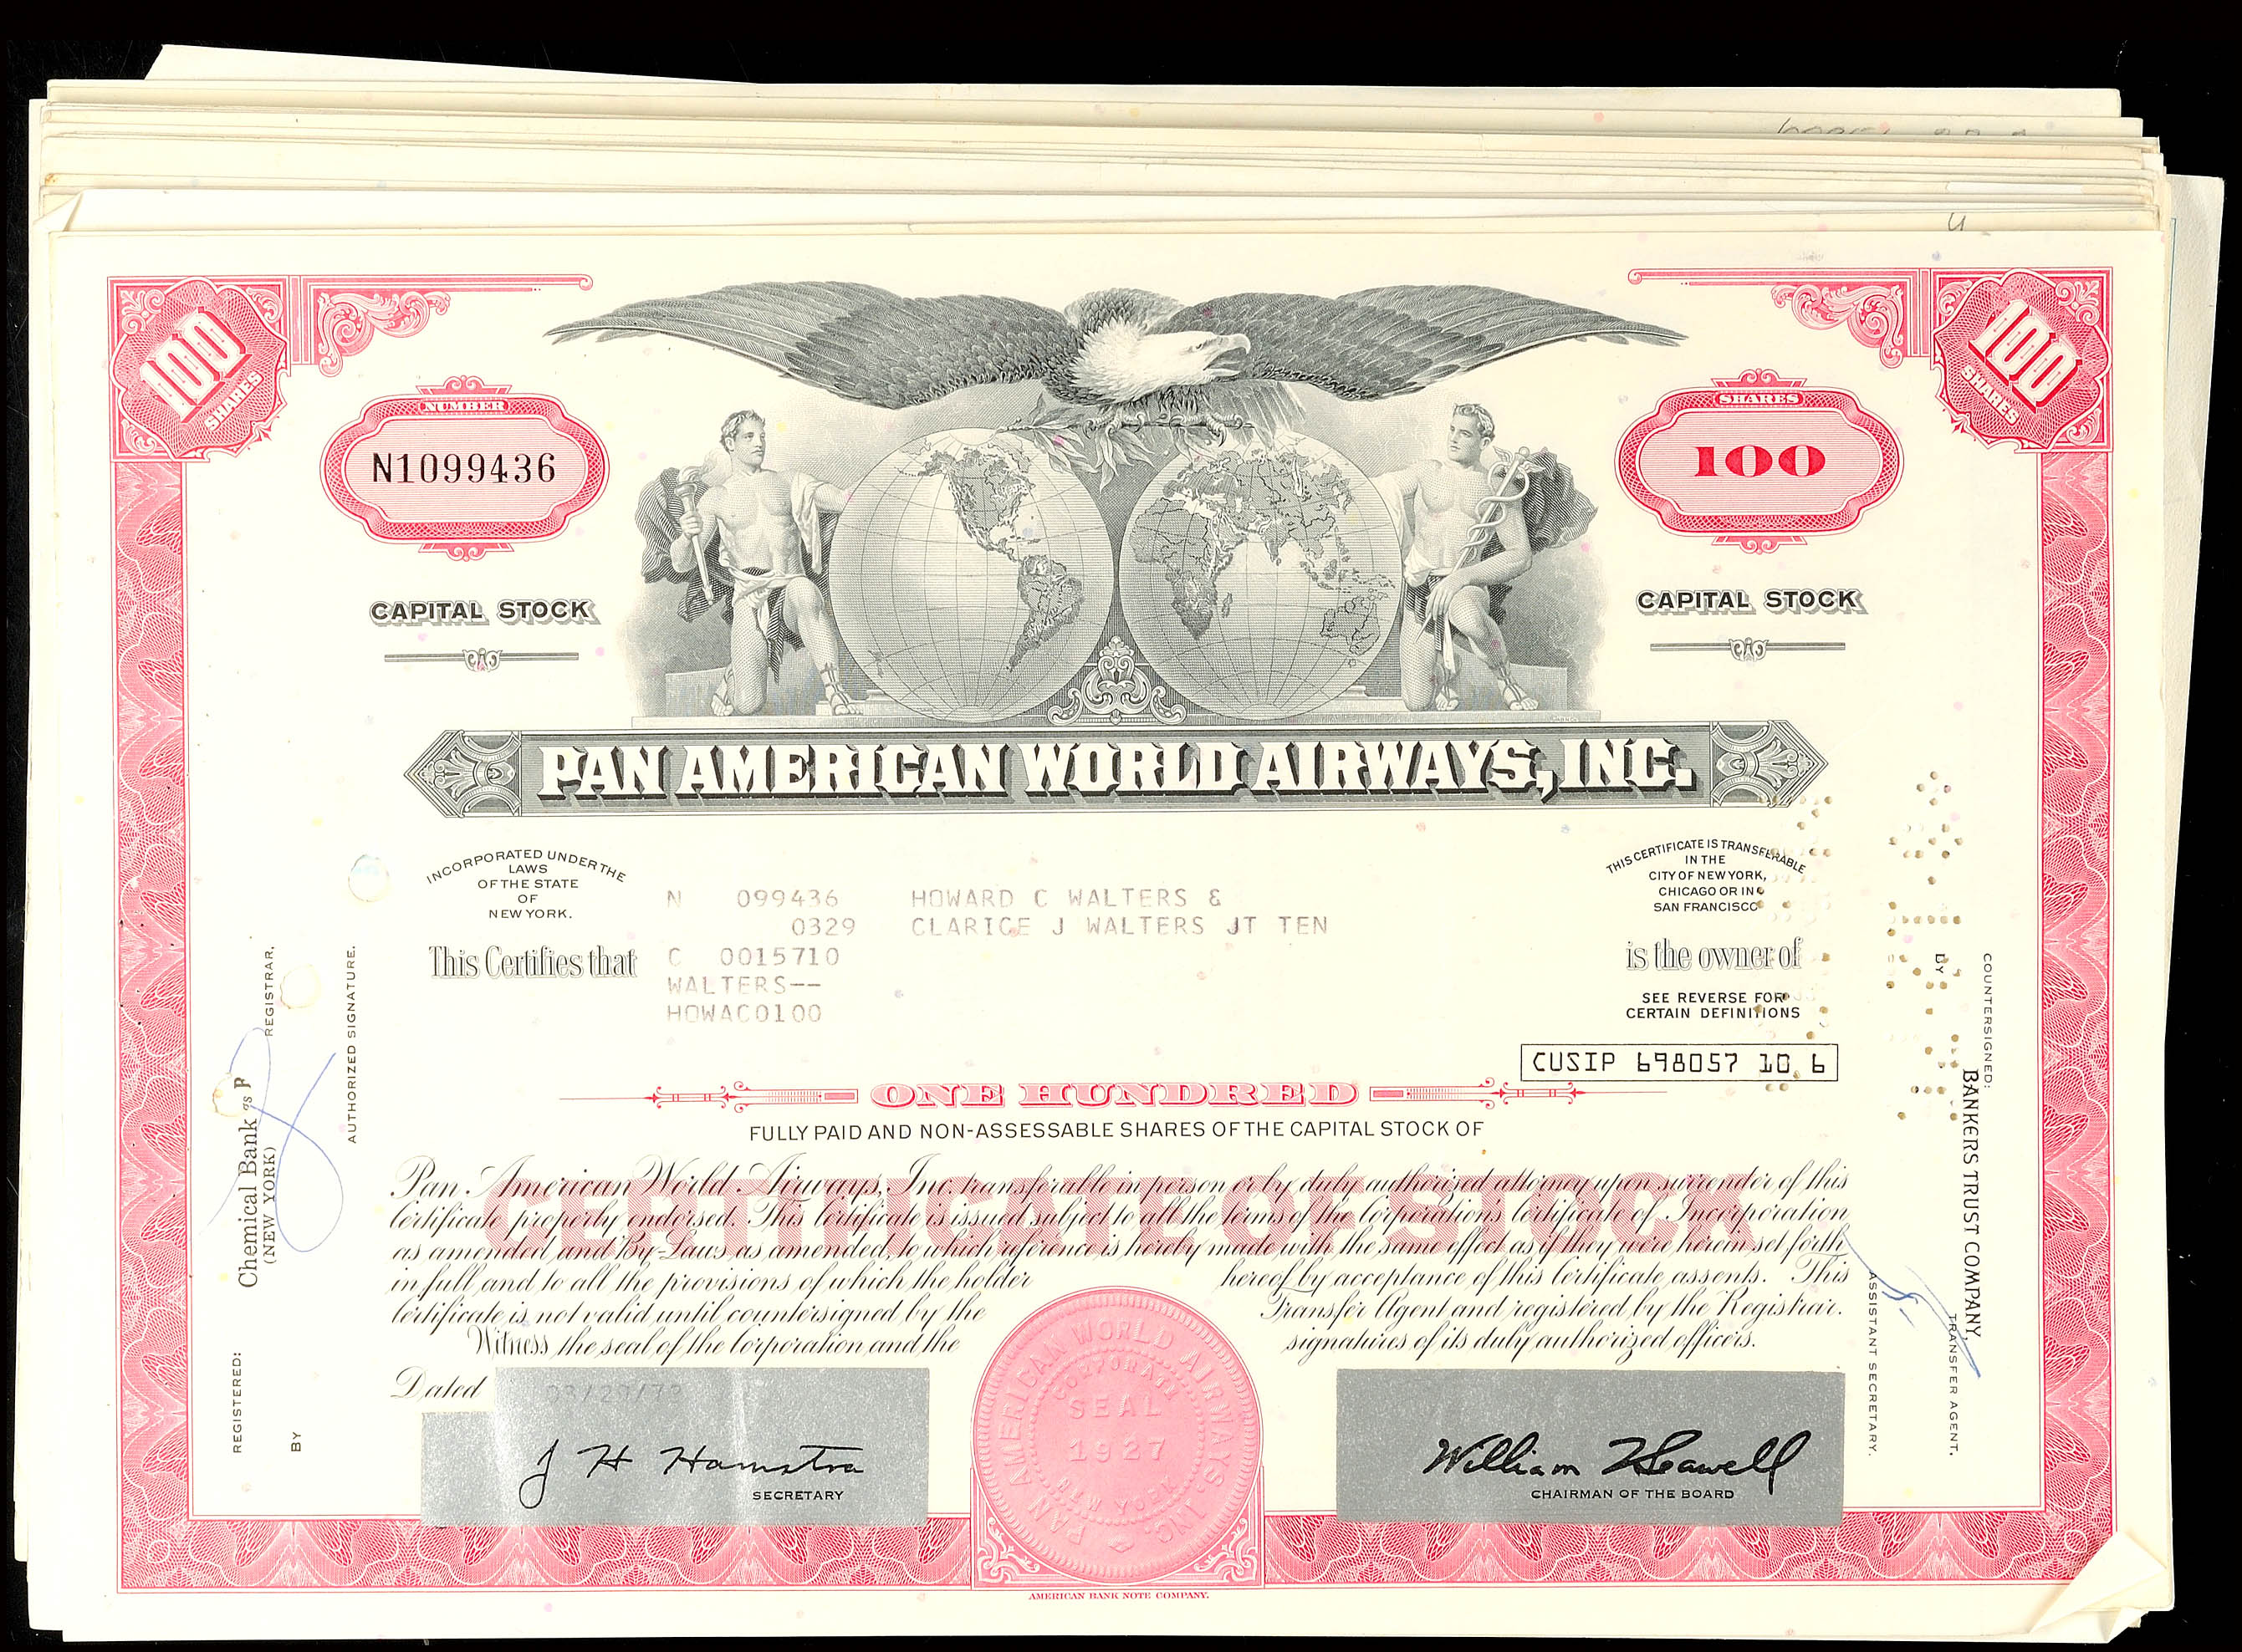 100
SHARES
100
SHARES
NUMBER
N1099436
SHARES
100
CAPITAL STOCK
CAPITAL STOCK
PAN AMERICAN WORLD AIRWAYS, INC.
INCORPORATED UNDER THE
LAWS
OF THE STATE
OF
NEW YORK.
THIS CERTIFICATE IS TRANSFERABLE
IN THE
CITY OF NEW YORK,
CHICAGO OR IN
SAN FRANCISCO
N 099436 HOWARD C WALTERS &
0329 CLARICE J WALTERS JT TEN
This Certifies that
C 0015710
WALTERS--
HOWAC0100
is the owner of
SEE REVERSE FOR
CERTAIN DEFINITIONS
CUSIP 698057 10 6
ONE HUNDRED
FULLY PAID AND NON-ASSESSABLE SHARES OF THE CAPITAL STOCK OF
CERTIFICATE OF STOCK
Pan American World Airways, Inc. transferable in person or by duly authorized attorney upon surrender of this
Certificate properly endorsed. This Certificate is issued subject to all the terms of the Corporations Certificate of Incorporation
as amended and By-Laws as amended, to which reference is hereby made with the same effect as if they were herein set forth
in full and to all the provisions of which the holder hereof by acceptance of this Certificate assents. This
Certificate is not valid until countersigned by the Transfer Agent and registered by the Registrar.
Witness the seal of the Corporation and the signatures of its duly authorized officers.
Dated
J H Hamstra
SECRETARY
PAN AMERICAN WORLD AIRWAYS, INC.
CORPORATE
SEAL
1927
NEW YORK
William T Seawell
CHAIRMAN OF THE BOARD
AMERICAN BANK NOTE COMPANY.
REGISTERED:
Chemical Bank
(NEW YORK)
REGISTRAR,
BY
AUTHORIZED SIGNATURE.
COUNTERSIGNED:
BANKERS TRUST COMPANY,
TRANSFER AGENT.
BY
ASSISTANT SECRETARY.